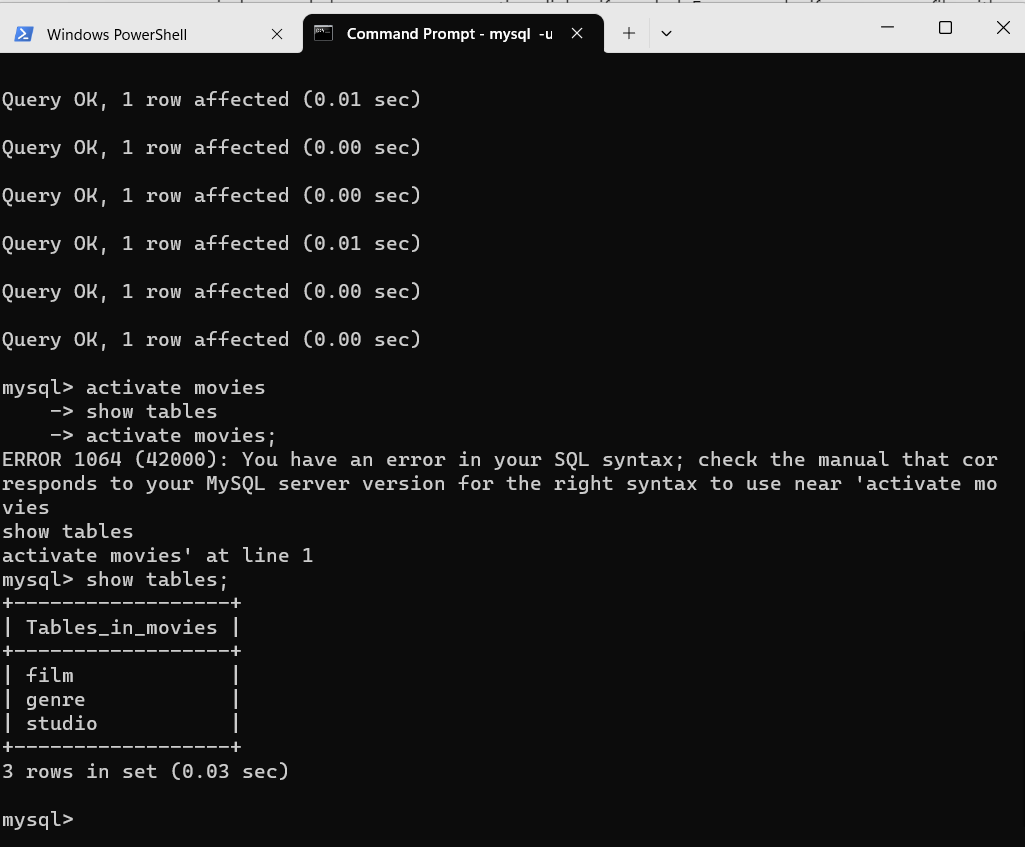 Windows PowerShell
Command Prompt - mysql -u
Query OK, 1 row affected (0.01 sec)
Query OK, 1 row affected (0.00 sec)
Query OK, 1 row affected (0.00 sec)
Query OK, 1 row affected (0.01 sec)
Query OK, 1 row affected (0.00 sec)
Query OK, 1 row affected (0.00 sec)
mysql> activate movies
    -> show tables
    -> activate movies;
ERROR 1064 (42000): You have an error in your SQL syntax; check the manual that cor
responds to your MySQL server version for the right syntax to use near 'activate mo
vies
show tables
activate movies' at line 1
mysql> show tables;
+------------------+
| Tables_in_movies |
+------------------+
| film             |
| genre            |
| studio           |
+------------------+
3 rows in set (0.03 sec)
mysql>